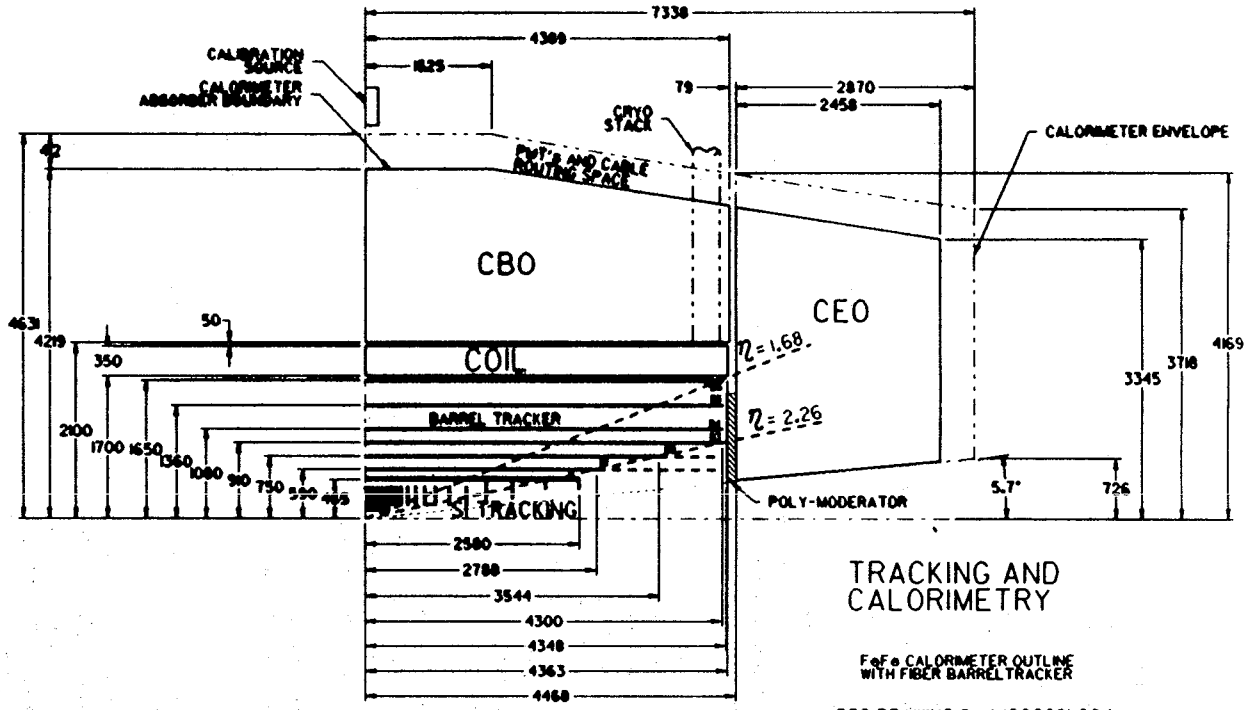 7338
4389
1625
79
2870
2458
CALIBRATION
SOURCE
CALORIMETER
ABSORBER BOUNDARY
CRYO
STACK
CALORIMETER ENVELOPE
412
PMT'S AND CABLE
ROUTING SPACE
CBO
CEO
4631
4219
50
350
COIL
η = 1.68
4169
3718
3345
2100
1700
1650
1360
1080
910
750
BARREL TRACKER
η = 2.26
SI TRACKING
POLY-MODERATOR
5.7°
726
2580
2788
3544
4300
4348
4363
4468
TRACKING AND
CALORIMETRY
FeFe CALORIMETER OUTLINE
WITH FIBER BARREL TRACKER